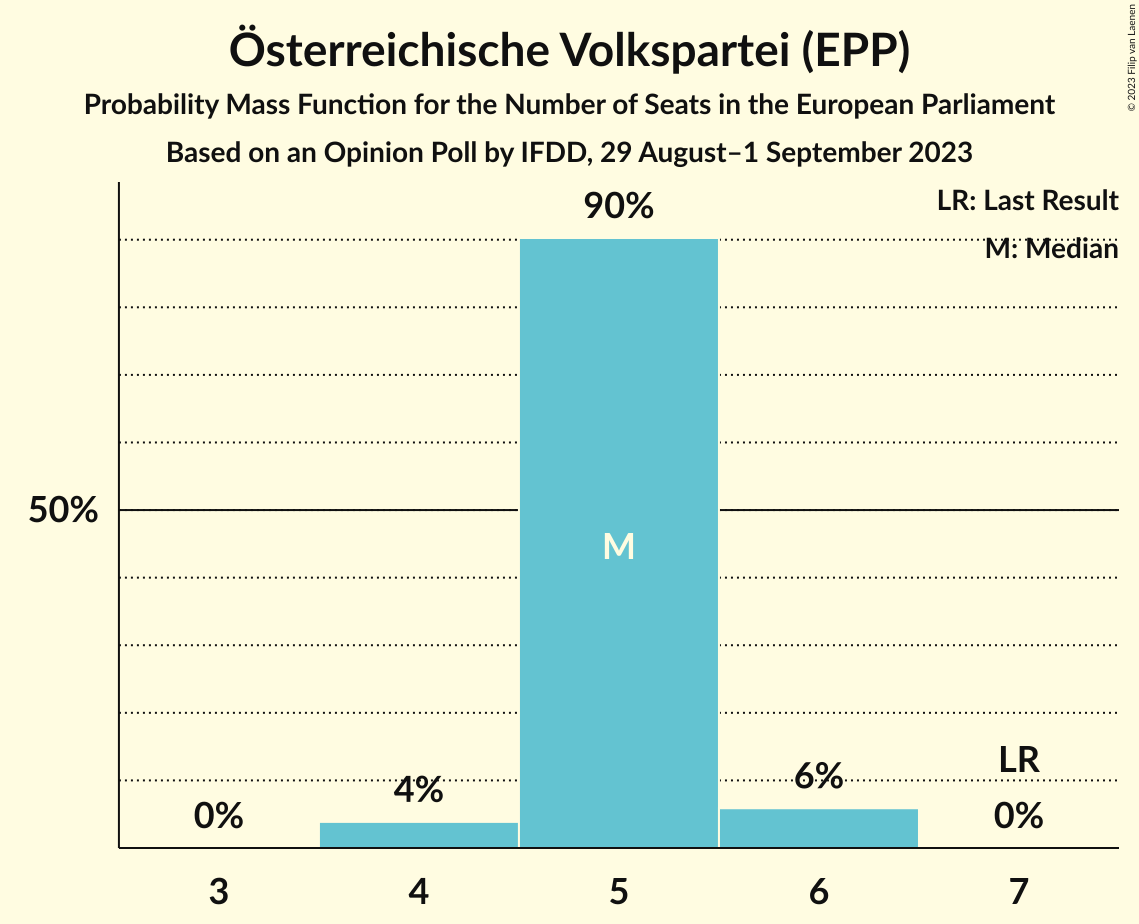 Österreichische Volkspartei (EPP)
Probability Mass Function for the Number of Seats in the European Parliament
Based on an Opinion Poll by IFDD, 29 August–1 September 2023
© 2023 Filip van Laenen
LR: Last Result
M: Median
90%
50%
M
LR
0%
4%
6%
0%
3
4
5
6
7